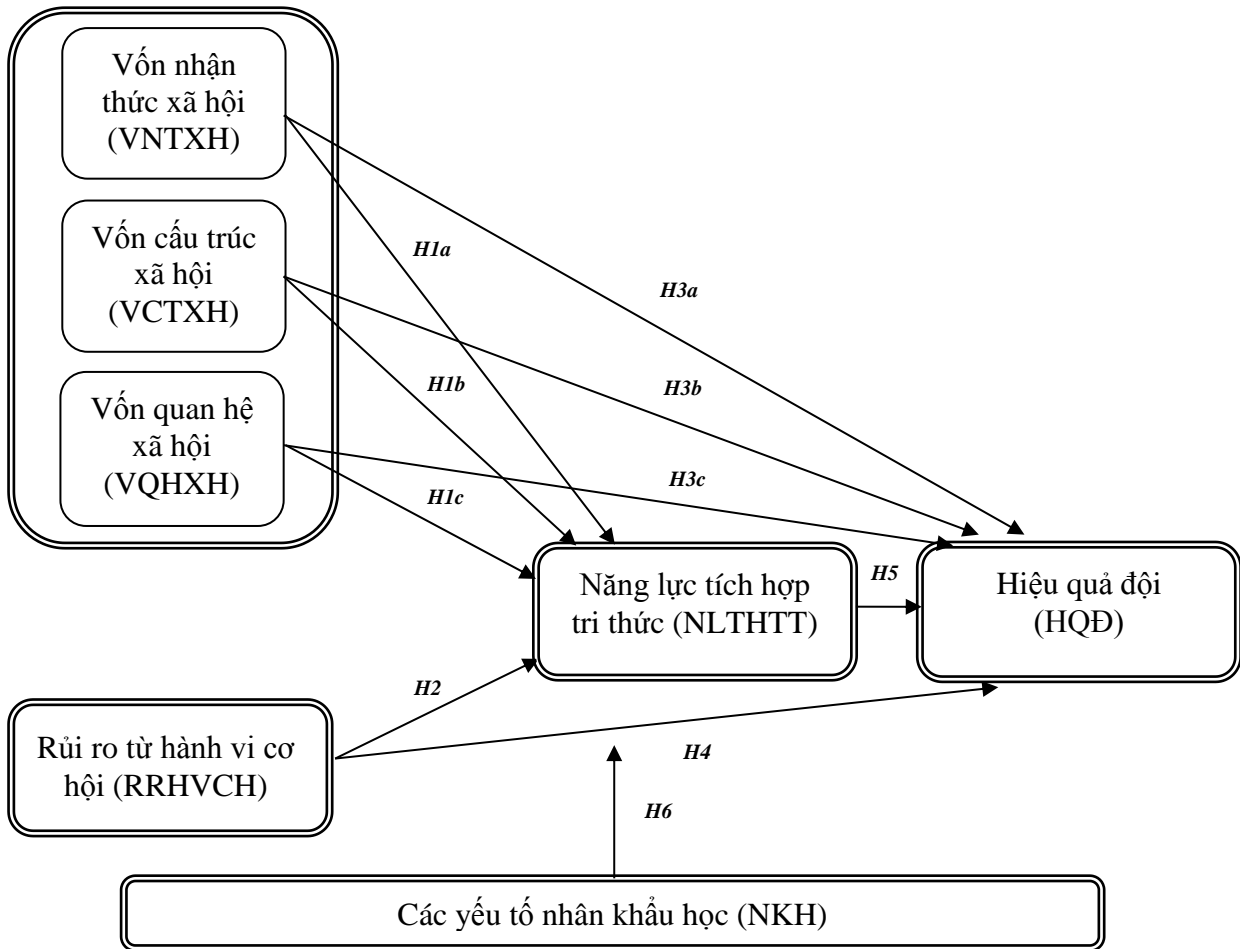 Vốn nhận
thức xã hội
(VNTXH)
Vốn cấu trúc
xã hội
(VCTXH)
Vốn quan hệ
xã hội
(VQHXH)
H1a
H3a
H1b
H3b
H3c
H1c
Năng lực tích hợp
tri thức (NLTHTT)
H5
Hiệu quả đội
(HQĐ)
H2
Rủi ro từ hành vi cơ
hội (RRHVCH)
H4
H6
Các yếu tố nhân khẩu học (NKH)